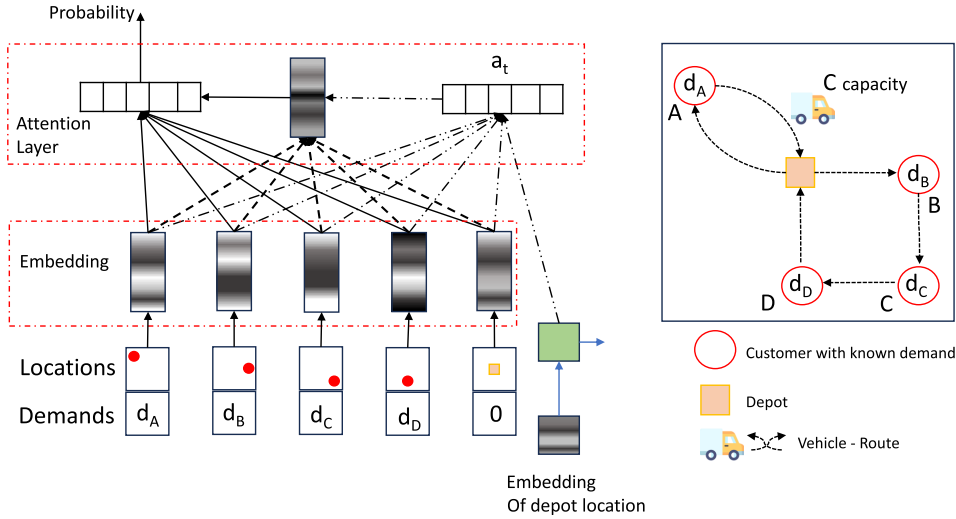 Probability
a_t
Attention
Layer
Embedding
Locations
Demands
d_A
d_B
d_C
d_D
0
Embedding
Of depot location
d_A
A
C capacity
d_B
B
d_D
D
d_C
C
Customer with known demand
Depot
Vehicle - Route